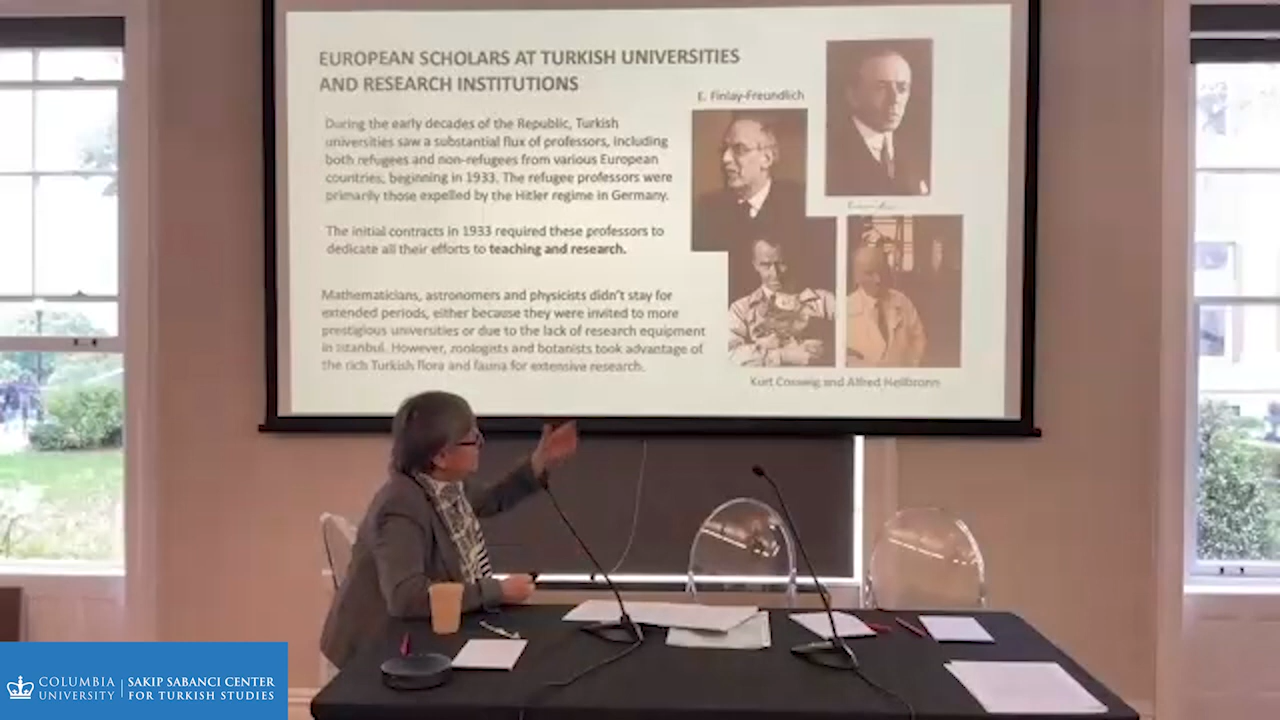 EUROPEAN SCHOLARS AT TURKISH UNIVERSITIES
AND RESEARCH INSTITUTIONS
E. Finlay-Freundlich
During the early decades of the Republic, Turkish
universities saw a substantial flux of professors, including
both refugees and non-refugees from various European
countries, beginning in 1933. The refugee professors were
primarily those expelled by the Hitler regime in Germany.
The initial contracts in 1933 required these professors to
dedicate all their efforts to teaching and research.
Mathematicians, astronomers and physicists didn't stay for
extended periods, either because they were invited to more
prestigious universities or due to the lack of research equipment
in Istanbul. However, zoologists and botanists took advantage of
the rich Turkish flora and fauna for extensive research.
Kurt Cosswig and Alfred Heilbronn
COLUMBIA UNIVERSITY
SAKIP SABANCI CENTER
FOR TURKISH STUDIES